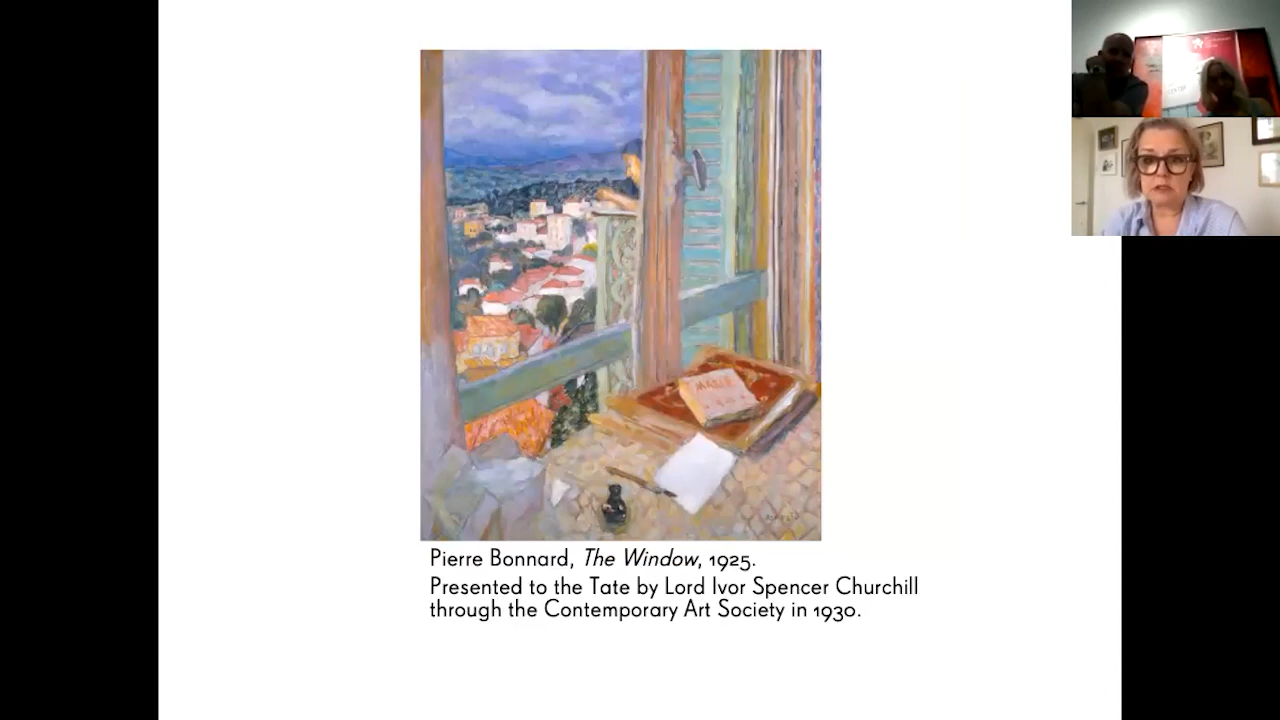 MARIE
Pierre Bonnard, The Window, 1925.
Presented to the Tate by Lord Ivor Spencer Churchill
through the Contemporary Art Society in 1930.